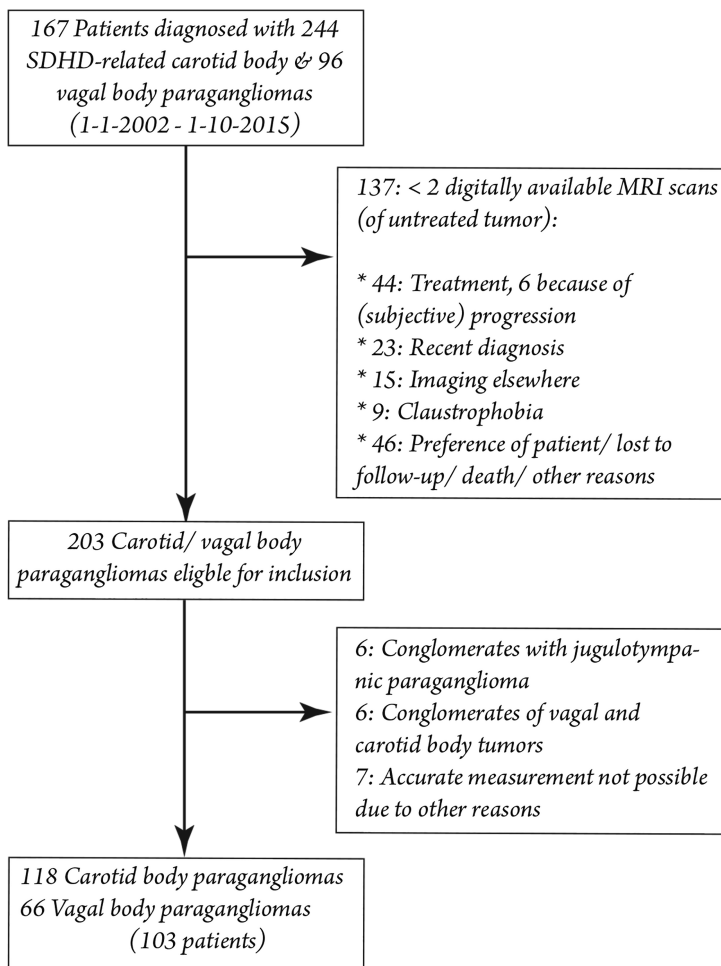 167 Patients diagnosed with 244
SDHD-related carotid body & 96
vagal body paragangliomas
(1-1-2002 - 1-10-2015)
137: < 2 digitally available MRI scans
(of untreated tumor):
* 44: Treatment, 6 because of
(subjective) progression
* 23: Recent diagnosis
* 15: Imaging elsewhere
* 9: Claustrophobia
* 46: Preference of patient/ lost to
follow-up/ death/ other reasons
203 Carotid/ vagal body
paragangliomas eligble for inclusion
6: Conglomerates with jugulotympa-
nic paraganglioma
6: Conglomerates of vagal and
carotid body tumors
7: Accurate measurement not possible
due to other reasons
118 Carotid body paragangliomas
66 Vagal body paragangliomas
(103 patients)